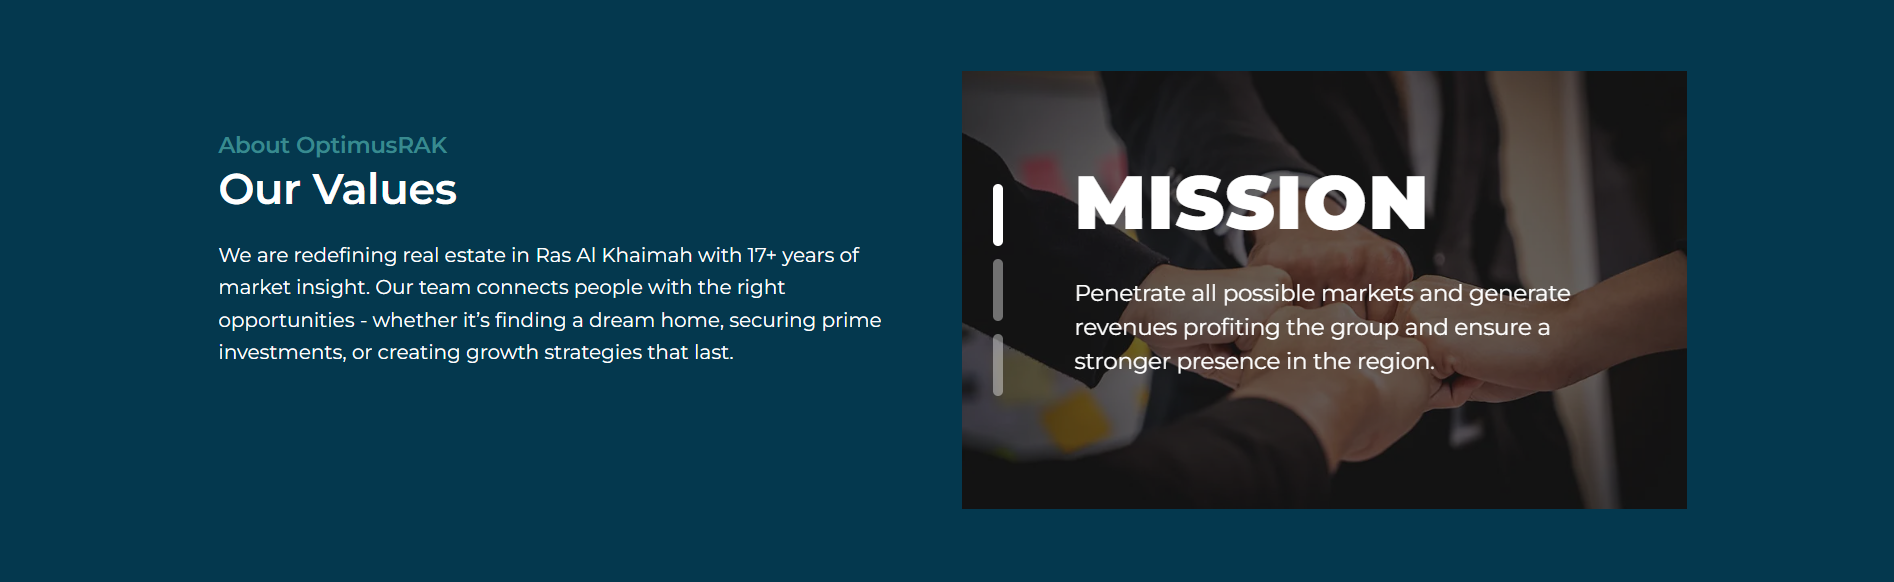 About OptimusRAK
Our Values
We are redefining real estate in Ras Al Khaimah with 17+ years of
market insight. Our team connects people with the right
opportunities - whether it’s finding a dream home, securing prime
investments, or creating growth strategies that last.
MISSION
Penetrate all possible markets and generate
revenues profiting the group and ensure a
stronger presence in the region.